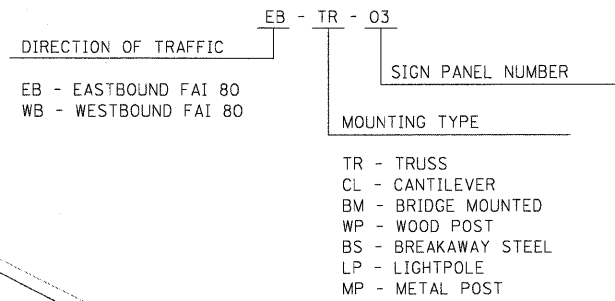 EB - TR - 03
DIRECTION OF TRAFFIC
SIGN PANEL NUMBER
EB - EASTBOUND FAI 80
WB - WESTBOUND FAI 80
MOUNTING TYPE
TR - TRUSS
CL - CANTILEVER
BM - BRIDGE MOUNTED
WP - WOOD POST
BS - BREAKAWAY STEEL
LP - LIGHTPOLE
MP - METAL POST